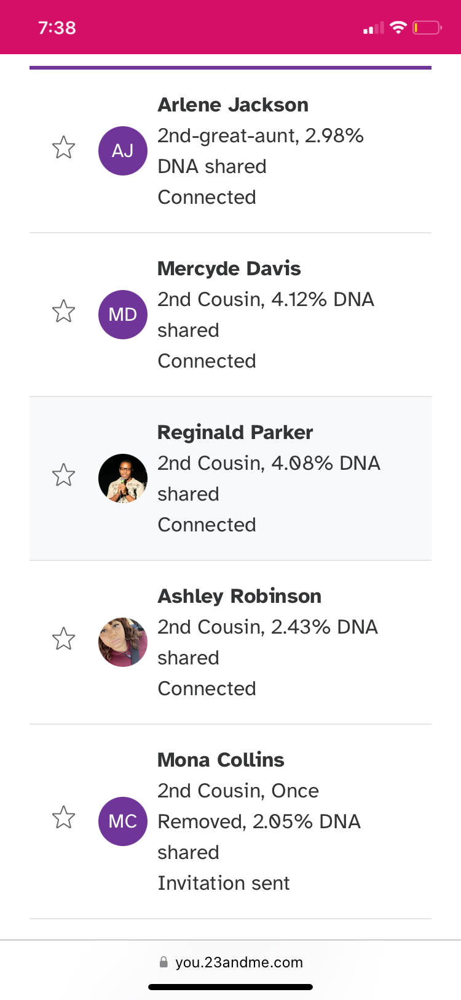 7:38
Arlene Jackson
AJ
2nd-great-aunt, 2.98%
DNA shared
Connected
Mercyde Davis
MD
2nd Cousin, 4.12% DNA
shared
Connected
Reginald Parker
2nd Cousin, 4.08% DNA
shared
Connected
Ashley Robinson
2nd Cousin, 2.43% DNA
shared
Connected
Mona Collins
2nd Cousin, Once
MC
Removed, 2.05% DNA
shared
Invitation sent
you.23andme.com